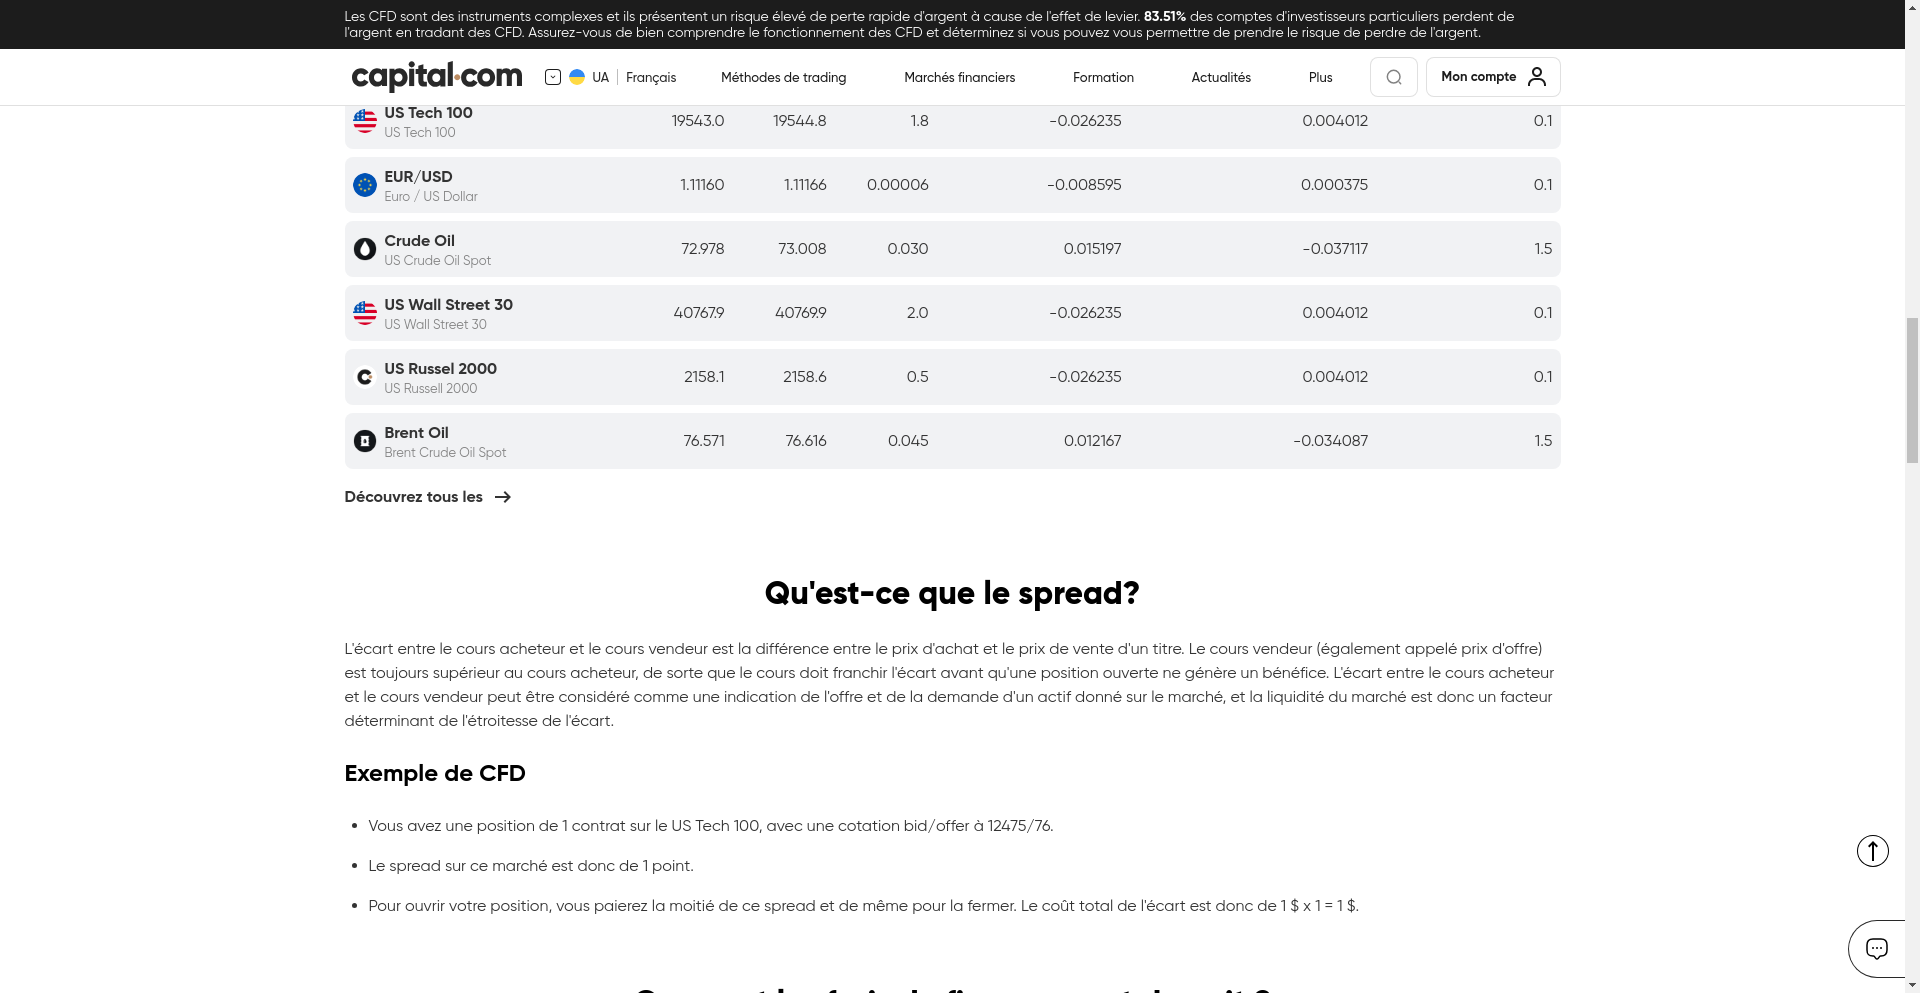 Les CFD sont des instruments complexes et ils présentent un risque élevé de perte rapide d'argent à cause de l'effet de levier. 83.51% des comptes d'investisseurs particuliers perdent de
l'argent en tradant des CFD. Assurez-vous de bien comprendre le fonctionnement des CFD et déterminez si vous pouvez vous permettre de prendre le risque de perdre de l'argent.
capital.com UA Français Méthodes de trading Marchés financiers Formation Actualités Plus Mon compte
US Tech 100 19543.0 19544.8 1.8 -0.026235 0.004012 0.1
US Tech 100
EUR/USD 1.11160 1.11166 0.00006 -0.008595 0.000375 0.1
Euro / US Dollar
Crude Oil 72.978 73.008 0.030 0.015197 -0.037117 1.5
US Crude Oil Spot
US Wall Street 30 40767.9 40769.9 2.0 -0.026235 0.004012 0.1
US Wall Street 30
US Russel 2000 2158.1 2158.6 0.5 -0.026235 0.004012 0.1
US Russell 2000
Brent Oil 76.571 76.616 0.045 0.012167 -0.034087 1.5
Brent Crude Oil Spot
Découvrez tous les
Qu'est-ce que le spread?
L'écart entre le cours acheteur et le cours vendeur est la différence entre le prix d'achat et le prix de vente d'un titre. Le cours vendeur (également appelé prix d'offre)
est toujours supérieur au cours acheteur, de sorte que le cours doit franchir l'écart avant qu'une position ouverte ne génère un bénéfice. L'écart entre le cours acheteur
et le cours vendeur peut être considéré comme une indication de l'offre et de la demande d'un actif donné sur le marché, et la liquidité du marché est donc un facteur
déterminant de l'étroitesse de l'écart.
Exemple de CFD
• Vous avez une position de 1 contrat sur le US Tech 100, avec une cotation bid/offer à 12475/76.
• Le spread sur ce marché est donc de 1 point.
• Pour ouvrir votre position, vous paierez la moitié de ce spread et de même pour la fermer. Le coût total de l'écart est donc de 1 $ x 1 = 1 $.